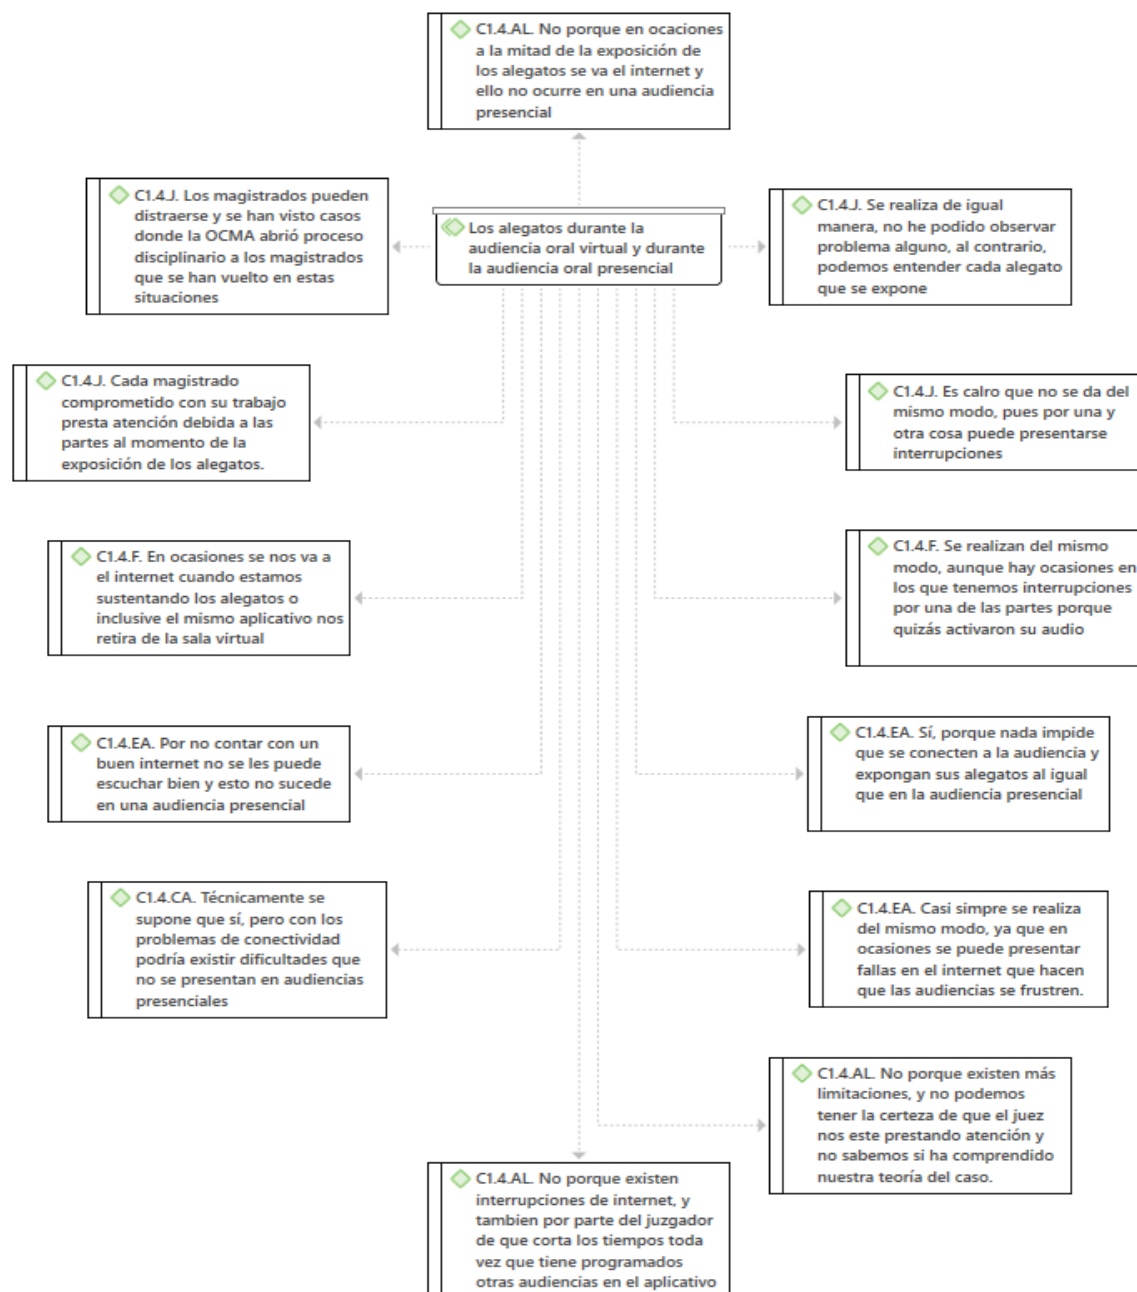 C1.4.AL. No porque en ocaciones
a la mitad de la exposición de
los alegatos se va el internet y
ello no ocurre en una audiencia
presencial
C1.4.J. Los magistrados pueden
distraerse y se han visto casos
donde la OCMA abrió proceso
disciplinario a los magistrados
que se han vuelto en estas
situaciones
Los alegatos durante la
audiencia oral virtual y durante
la audiencia oral presencial
C1.4.J. Se realiza de igual
manera, no he podido observar
problema alguno, al contrario,
podemos entender cada alegato
que se expone
C1.4.J. Cada magistrado
comprometido con su trabajo
presta atención debida a las
partes al momento de la
exposición de los alegatos.
C1.4.J. Es calro que no se da del
mismo modo, pues por una y
otra cosa puede presentarse
interrupciones
C1.4.F. En ocasiones se nos va a
el internet cuando estamos
sustentando los alegatos o
inclusive el mismo aplicativo nos
retira de la sala virtual
C1.4.F. Se realizan del mismo
modo, aunque hay ocasiones en
los que tenemos interrupciones
por una de las partes porque
quizás activaron su audio
C1.4.EA. Por no contar con un
buen internet no se les puede
escuchar bien y esto no sucede
en una audiencia presencial
C1.4.EA. Sí, porque nada impide
que se conecten a la audiencia y
expongan sus alegatos al igual
que en la audiencia presencial
C1.4.CA. Técnicamente se
supone que sí, pero con los
problemas de conectividad
podría existir dificultades que
no se presentan en audiencias
presenciales
C1.4.EA. Casi simpre se realiza
del mismo modo, ya que en
ocasiones se puede presentar
fallas en el internet que hacen
que las audiencias se frustren.
C1.4.AL. No porque existen más
limitaciones, y no podemos
tener la certeza de que el juez
nos este prestando atención y
no sabemos si ha comprendido
nuestra teoría del caso.
C1.4.AL. No porque existen
interrupciones de internet, y
tambien por parte del juzgador
de que corta los tiempos toda
vez que tiene programados
otras audiencias en el aplicativo